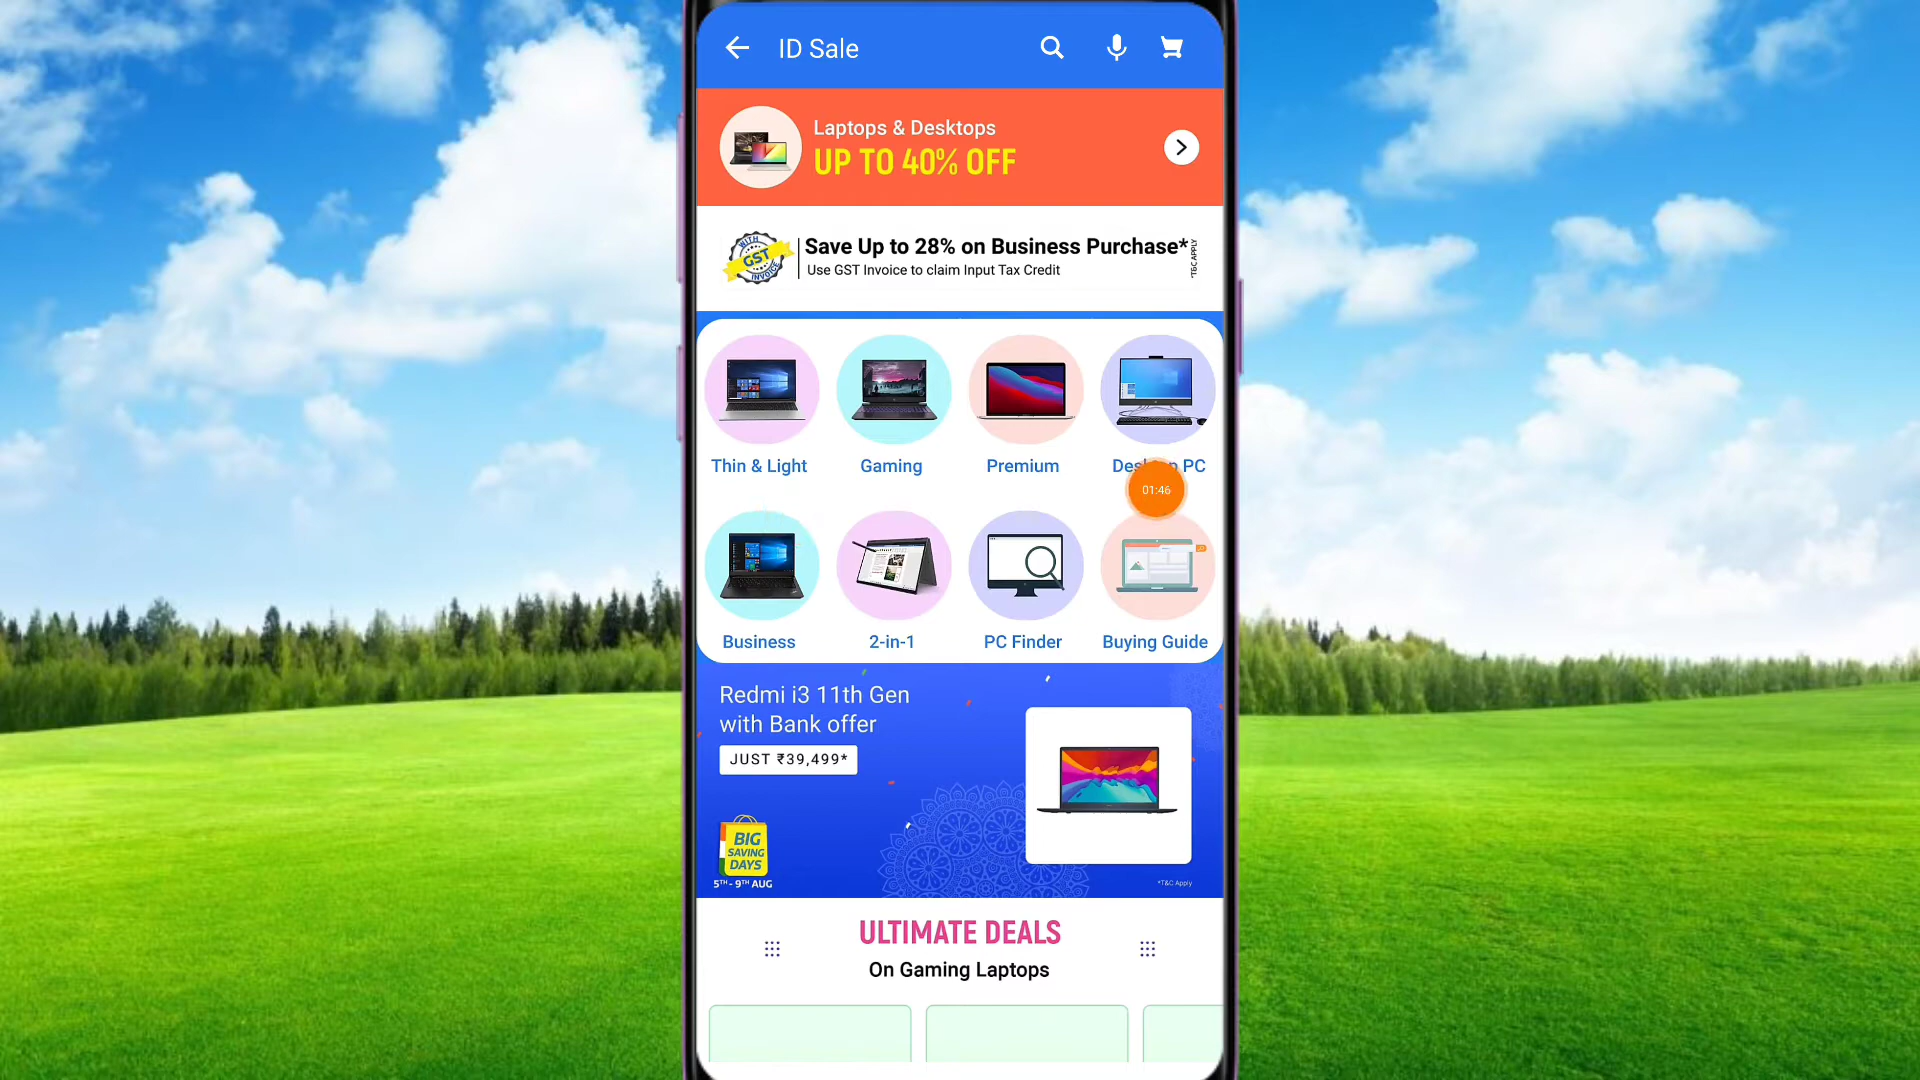 ID Sale
Laptops & Desktops
UP TO 40% OFF
WITH
GST
INVOICE
Save Up to 28% on Business Purchase*
Use GST Invoice to claim Input Tax Credit
*T&C APPLY
Thin & Light
Gaming
Premium
PC
01:46
Business
2-in-1
PC Finder
Buying Guide
Redmi i3 11th Gen
with Bank offer
JUST ₹39,499*
BIG
SAVING
DAYS
5TH - 9TH AUG
*T&C Apply
ULTIMATE DEALS
On Gaming Laptops